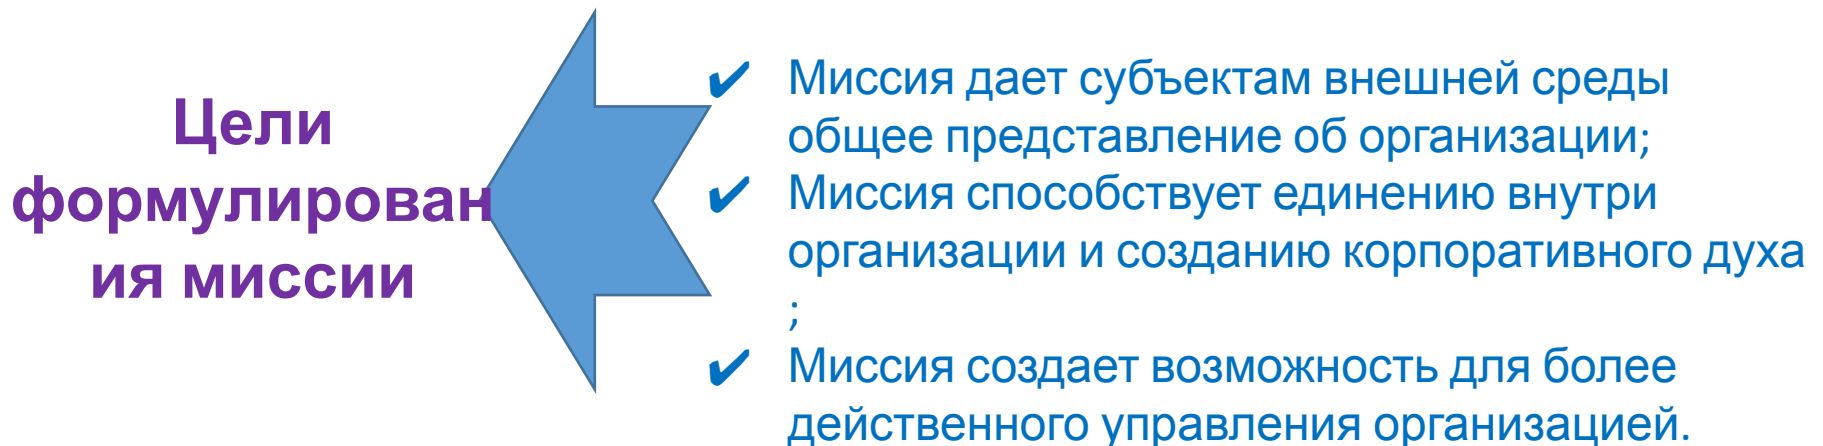 Цели
формулирован
ия миссии
✔ Миссия дает субъектам внешней среды
общее представление об организации;
✔ Миссия способствует единению внутри
организации и созданию корпоративного духа
;
✔ Миссия создает возможность для более
действенного управления организацией.